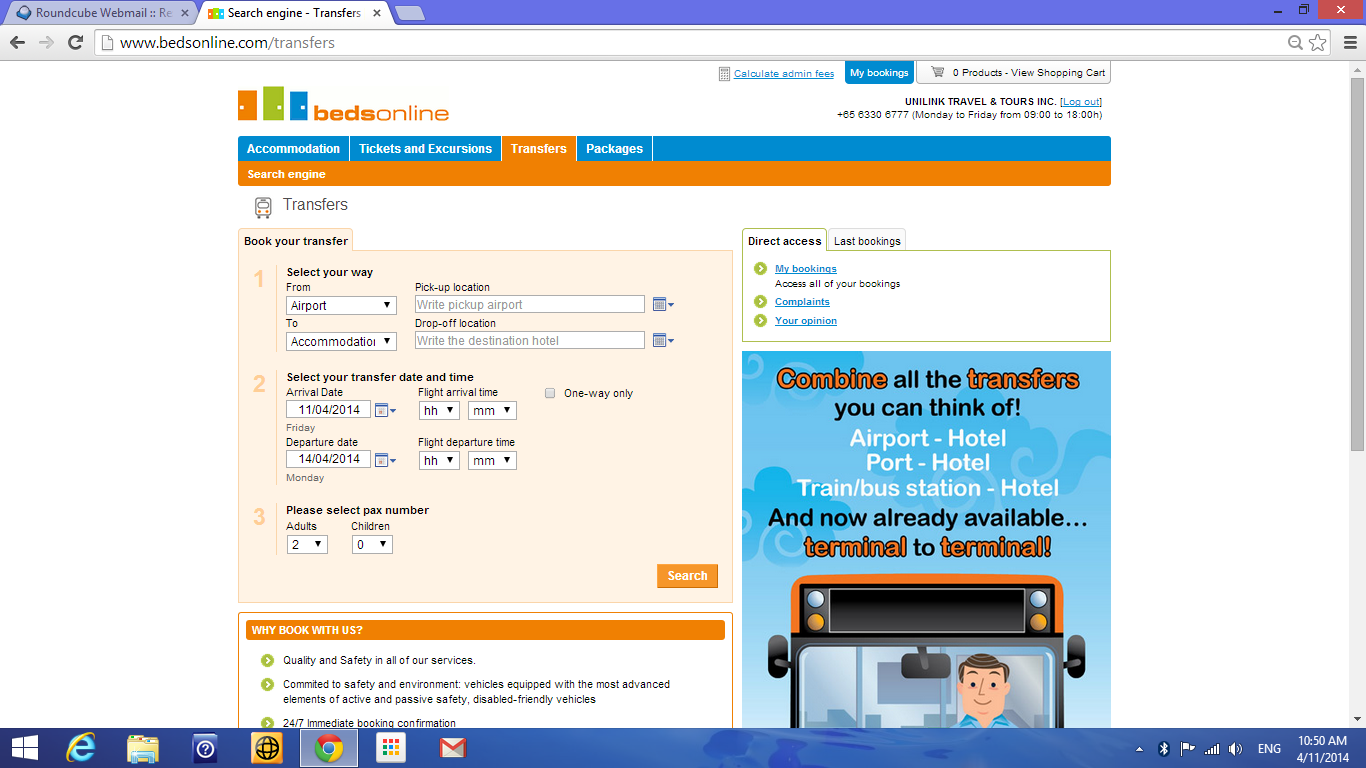 Roundcube Webmail :: Re
Search engine - Transfers
www.bedsonline.com/transfers
Calculate admin fees
My bookings
0 Products - View Shopping Cart
bedsonline
UNILINK TRAVEL & TOURS INC. [Log out]
+65 6330 6777 (Monday to Friday from 09:00 to 18:00h)
Accommodation
Tickets and Excursions
Transfers
Packages
Search engine
Transfers
Book your transfer
1
Select your way
From
Pick-up location
Airport
Write pickup airport
To
Drop-off location
Accommodation
Write the destination hotel
2
Select your transfer date and time
Arrival Date
Flight arrival time
One-way only
11/04/2014
hh
mm
Friday
Departure date
Flight departure time
14/04/2014
hh
mm
Monday
3
Please select pax number
Adults
Children
2
0
Search
WHY BOOK WITH US?
Quality and Safety in all of our services.
Commited to safety and environment: vehicles equipped with the most advanced
elements of active and passive safety, disabled-friendly vehicles
24/7 Immediate booking confirmation
Direct access
Last bookings
My bookings
Access all of your bookings
Complaints
Your opinion
Combine all the transfers
you can think of!
Airport - Hotel
Port - Hotel
Train/bus station - Hotel
And now already available...
terminal to terminal!
ENG
10:50 AM
4/11/2014